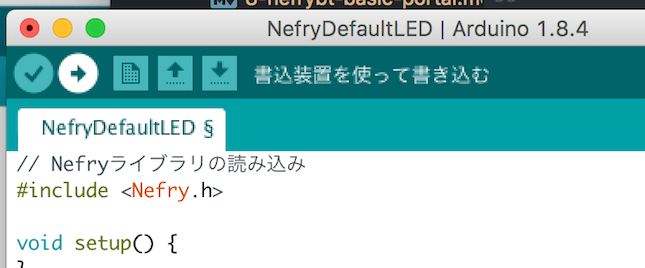 NefryDefaultLED | Arduino 1.8.4
書込装置を使って書き込む
NefryDefaultLED §
// Nefryライブラリの読み込み
#include <Nefry.h>
void setup() {